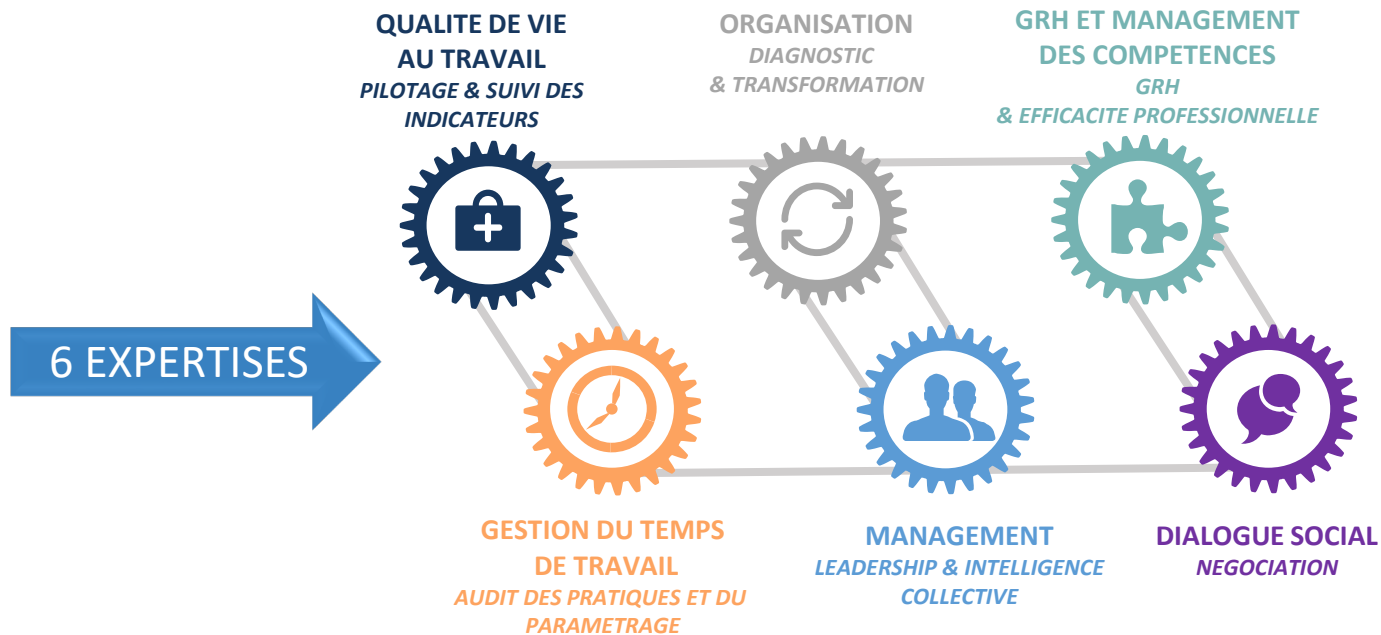 QUALITE DE VIE
AU TRAVAIL
PILOTAGE & SUIVI DES
INDICATEURS
ORGANISATION
DIAGNOSTIC
& TRANSFORMATION
GRH ET MANAGEMENT
DES COMPETENCES
GRH
& EFFICACITE PROFESSIONNELLE
6 EXPERTISES
GESTION DU TEMPS
DE TRAVAIL
AUDIT DES PRATIQUES ET DU
PARAMETRAGE
MANAGEMENT
LEADERSHIP & INTELLIGENCE
COLLECTIVE
DIALOGUE SOCIAL
NEGOCIATION